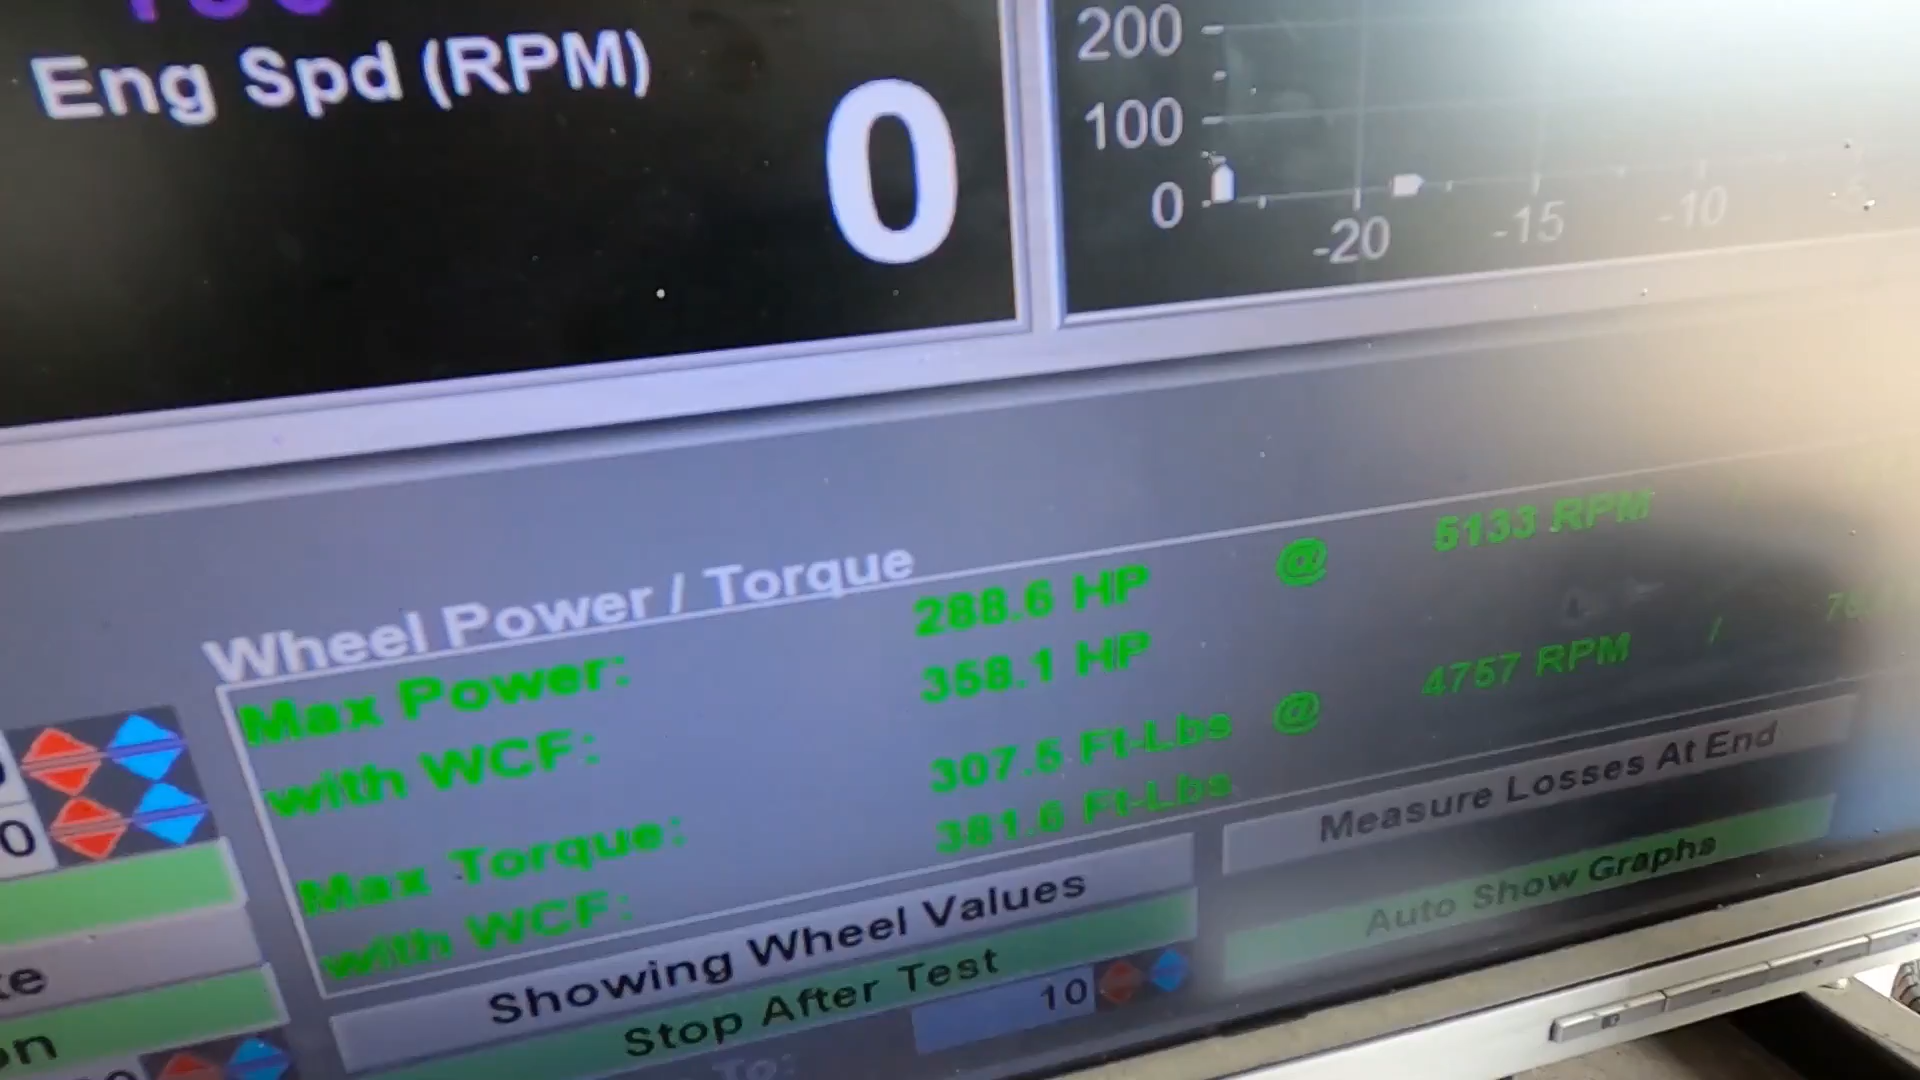 Eng Spd (RPM)
0
200
100
0
-20 -15 -10
Wheel Power / Torque
Max Power: 288.6 HP @ 5133 RPM
with WCF: 358.1 HP
Max Torque: 307.5 Ft-Lbs @ 4757 RPM /
with WCF: 381.6 Ft-Lbs
Showing Wheel Values Measure Losses At End
Stop After Test Auto Show Graphs
10
To: